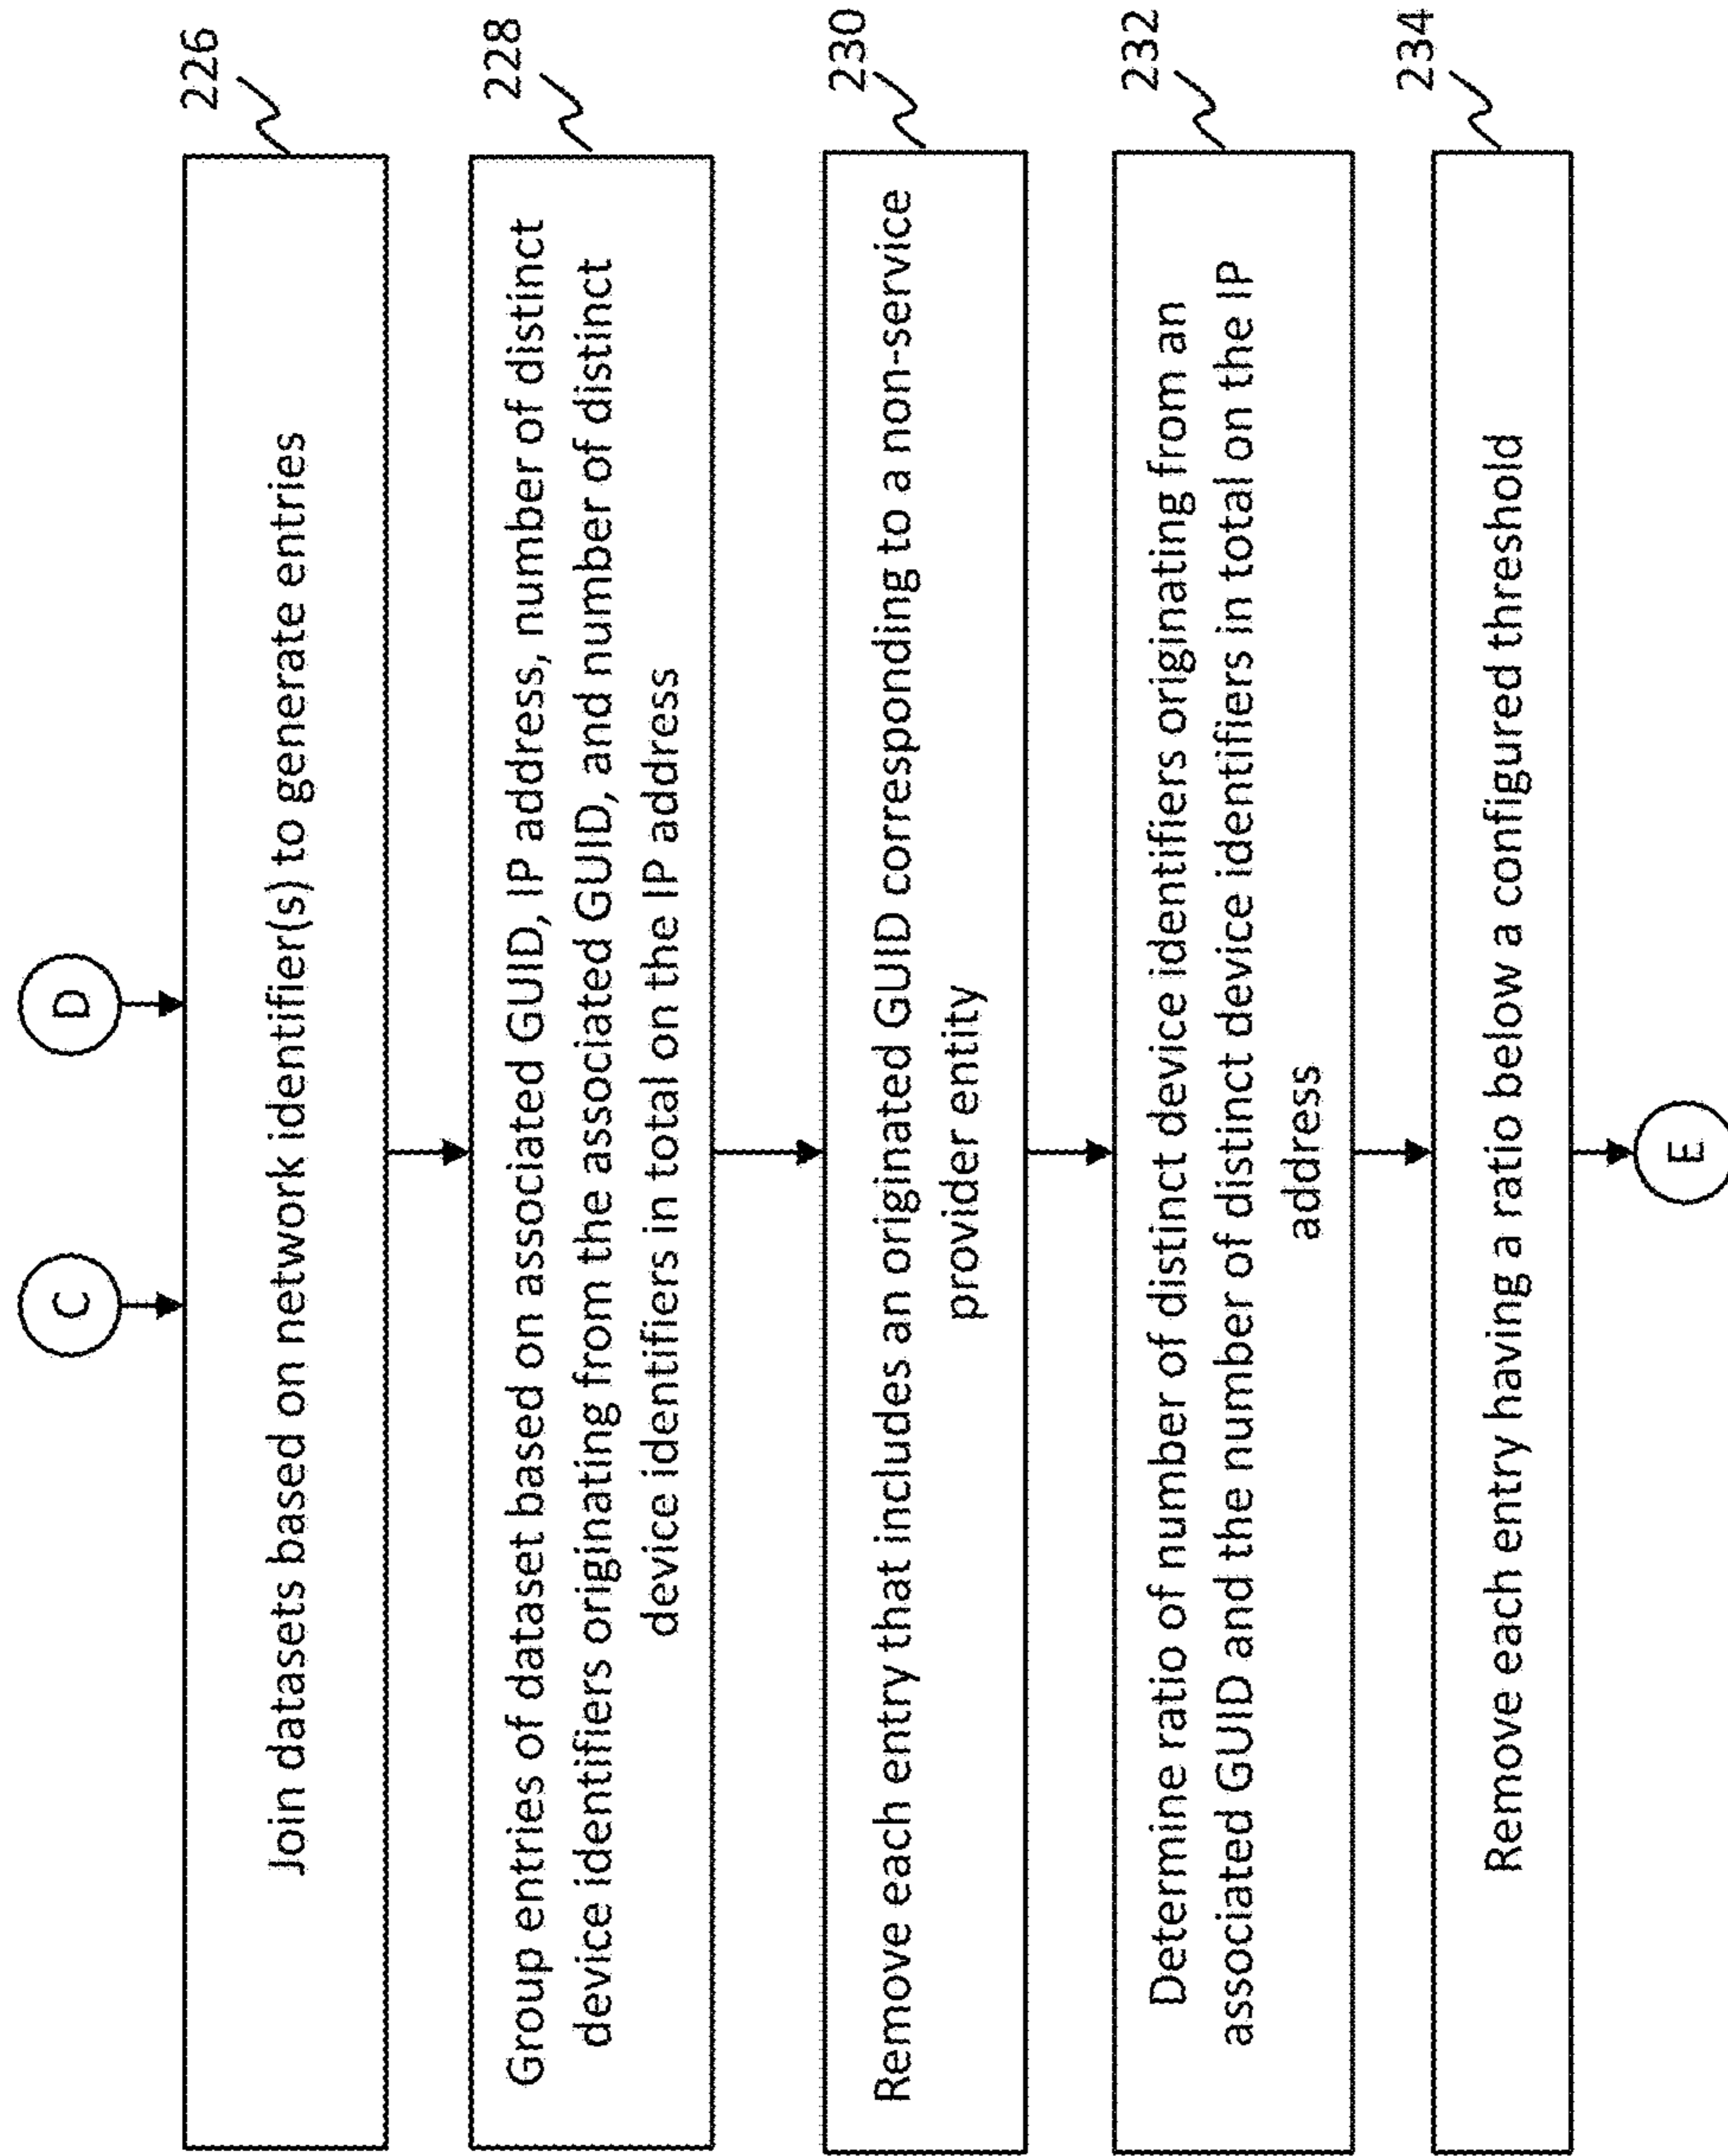 C
D
226
Join datasets based on network identifier(s) to generate entries
228
Group entries of dataset based on associated GUID, IP address, number of distinct
device identifiers originating from the associated GUID, and number of distinct
device identifiers in total on the IP address
230
Remove each entry that includes an originated GUID corresponding to a non-service
provider entity
232
Determine ratio of number of distinct device identifiers originating from an
associated GUID and the number of distinct device identifiers in total on the IP
address
234
Remove each entry having a ratio below a configured threshold
E